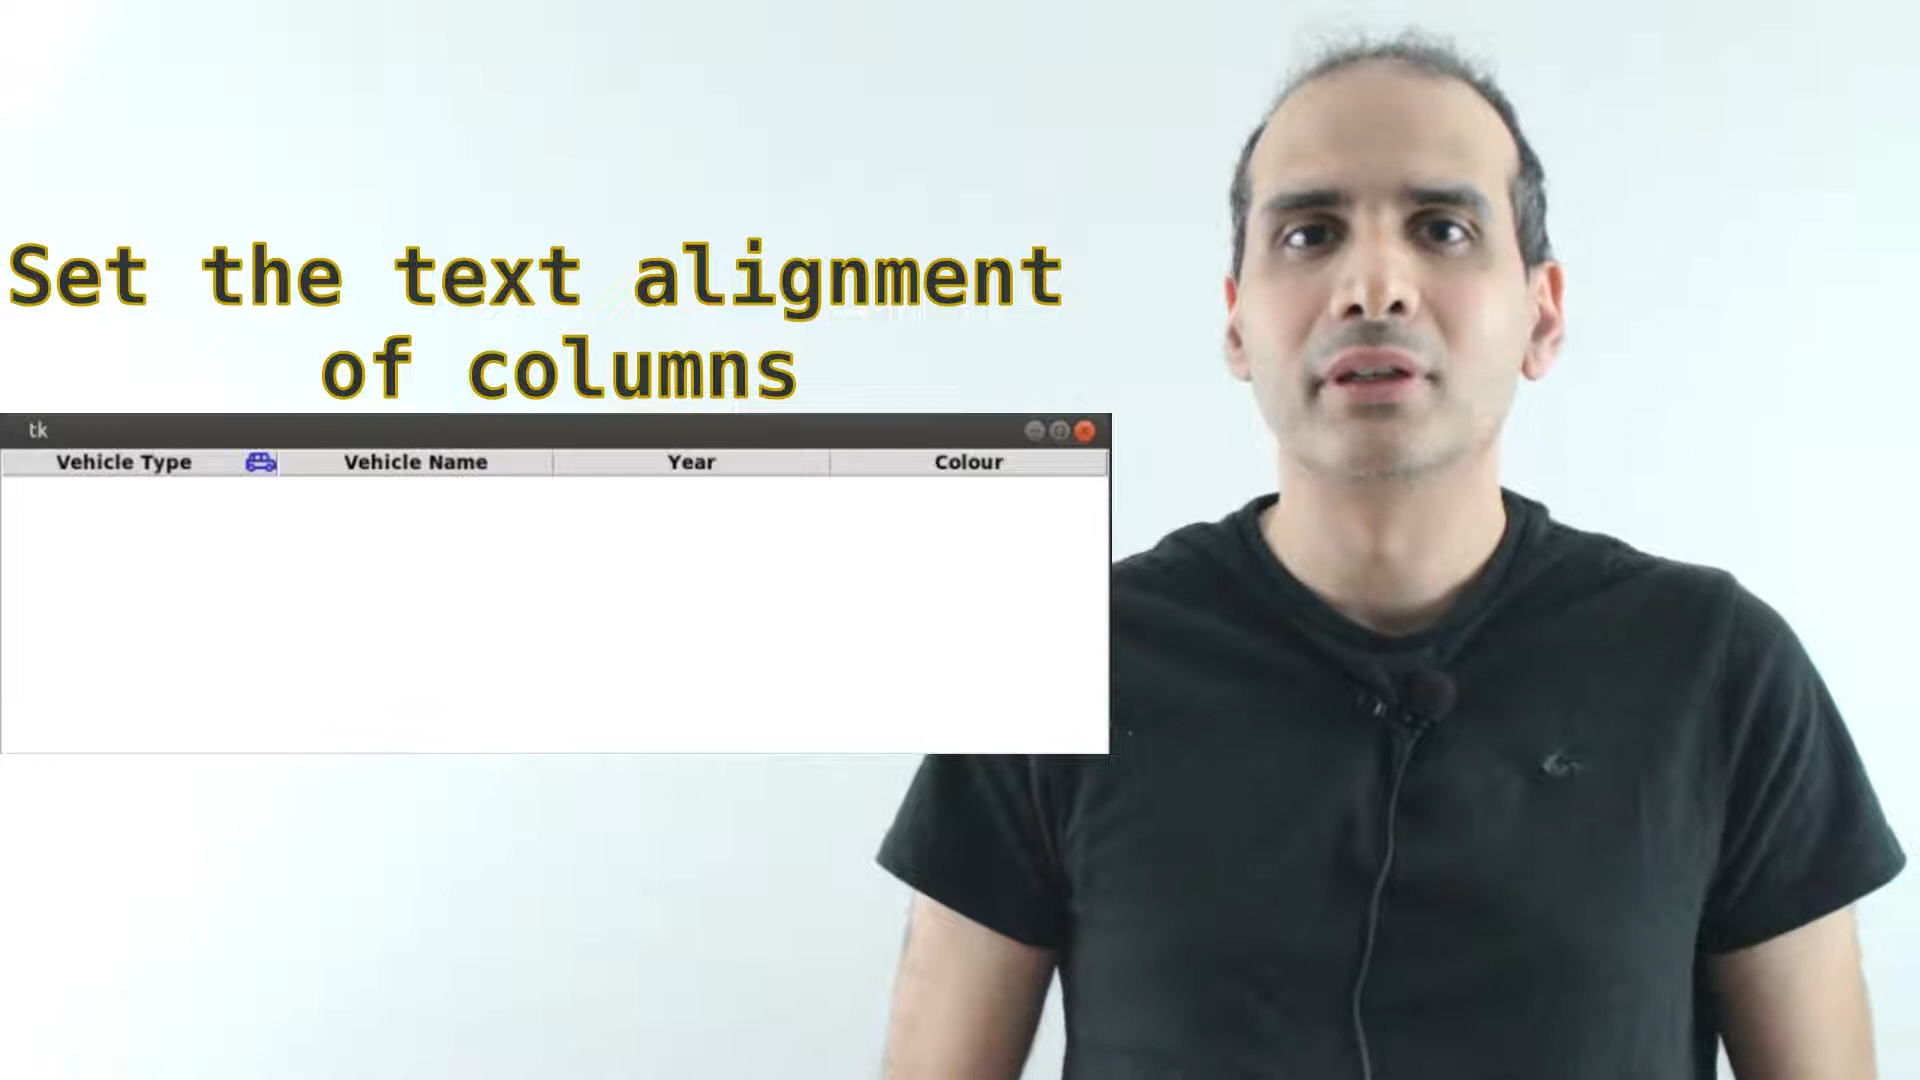 Set the text alignment
of columns
tk
Vehicle Type Vehicle Name Year Colour